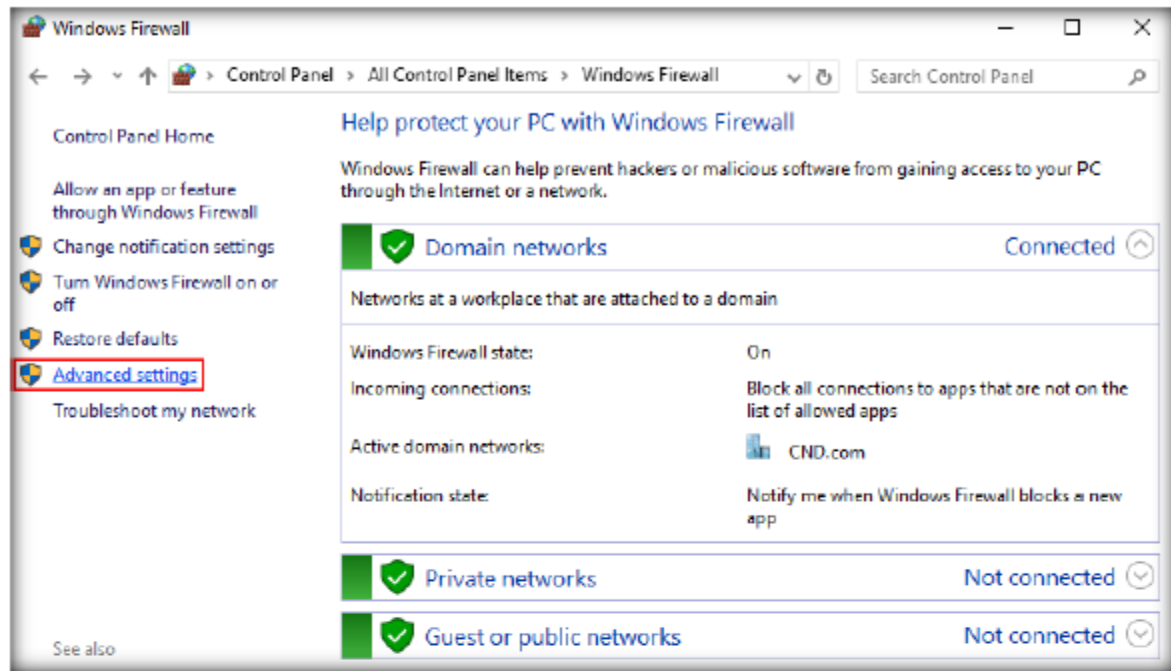 Windows Firewall
Control Panel > All Control Panel Items > Windows Firewall
Search Control Panel
Control Panel Home
Allow an app or feature
through Windows Firewall
Change notification settings
Turn Windows Firewall on or
off
Restore defaults
Advanced settings
Troubleshoot my network
See also
Help protect your PC with Windows Firewall
Windows Firewall can help prevent hackers or malicious software from gaining access to your PC
through the Internet or a network.
Domain networks Connected
Networks at a workplace that are attached to a domain
Windows Firewall state: On
Incoming connections: Block all connections to apps that are not on the
list of allowed apps
Active domain networks: CND.com
Notification state: Notify me when Windows Firewall blocks a new
app
Private networks Not connected
Guest or public networks Not connected